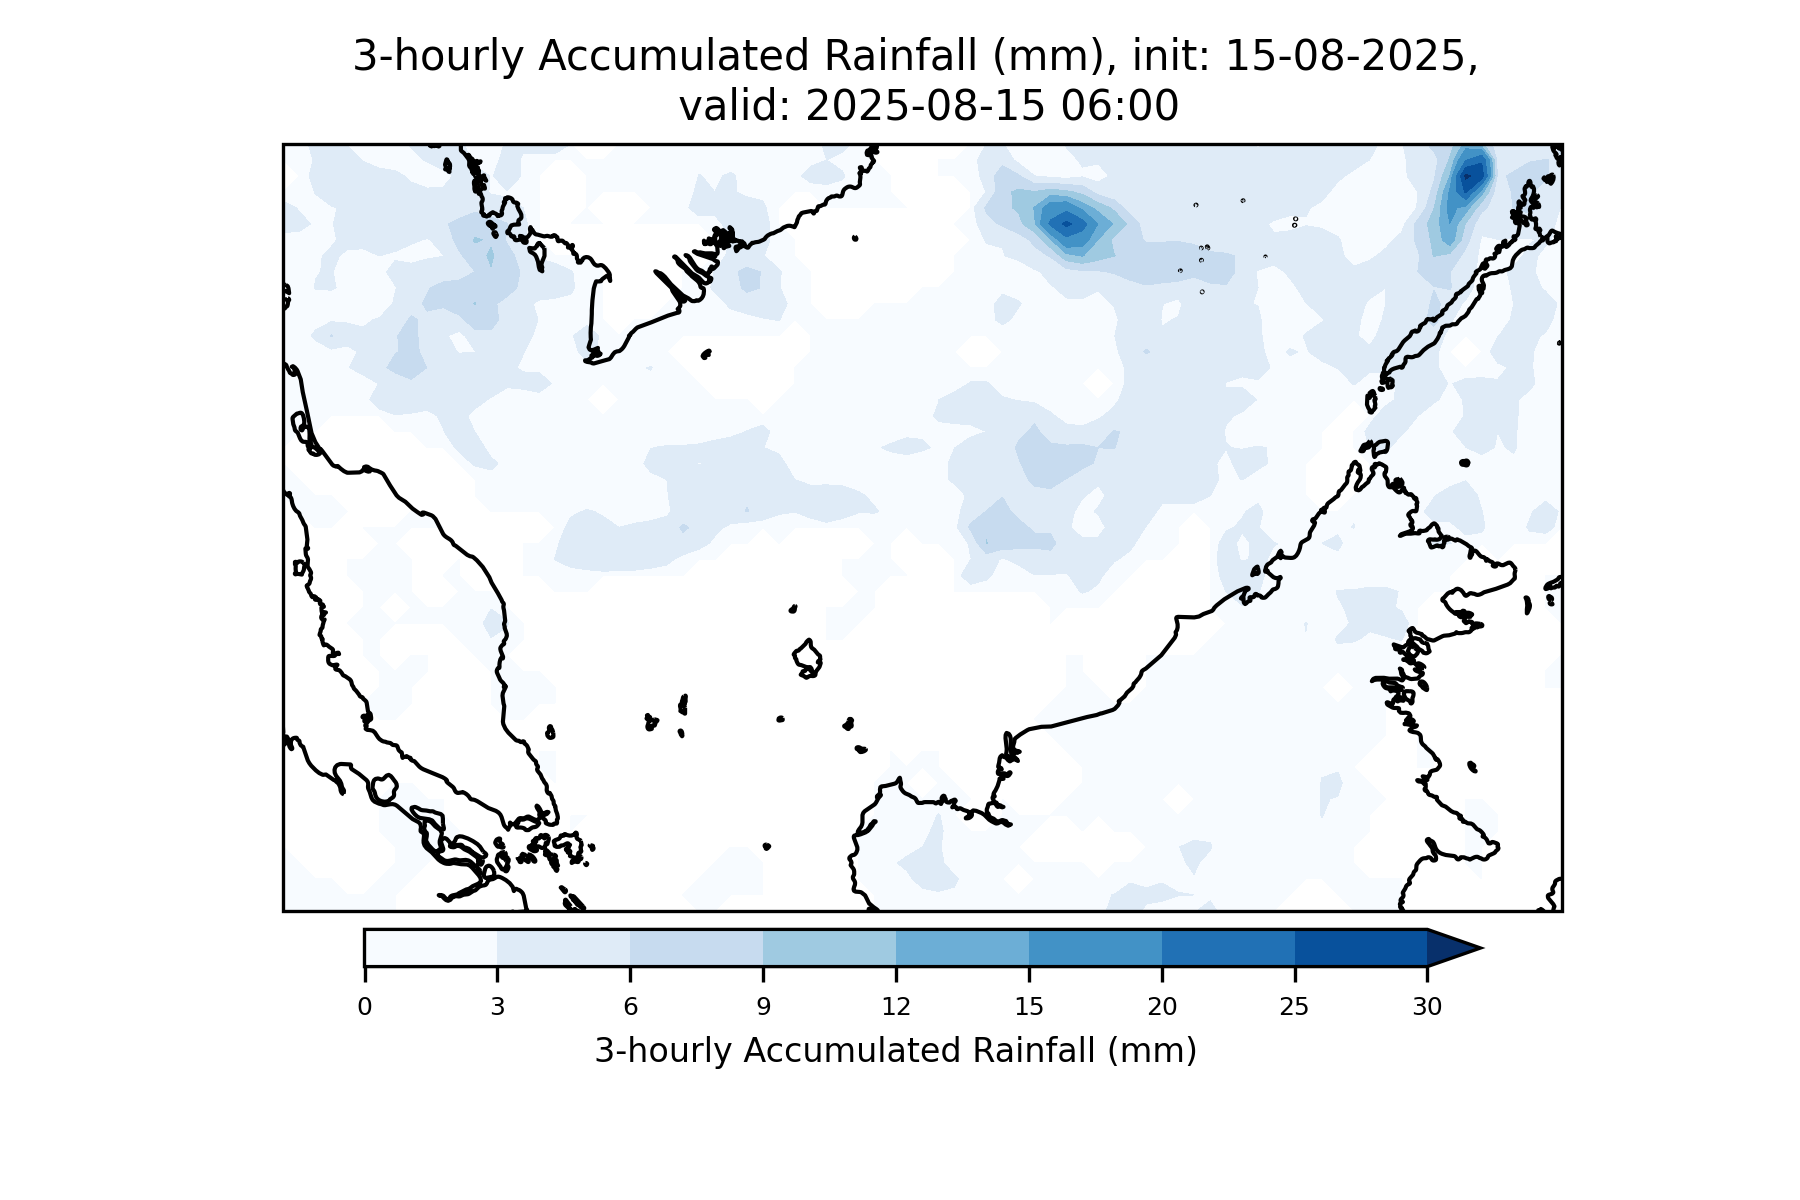 3-hourly Accumulated Rainfall (mm), init: 15-08-2025,
valid: 2025-08-15 06:00
0 3 6 9 12 15 20 25 30
3-hourly Accumulated Rainfall (mm)